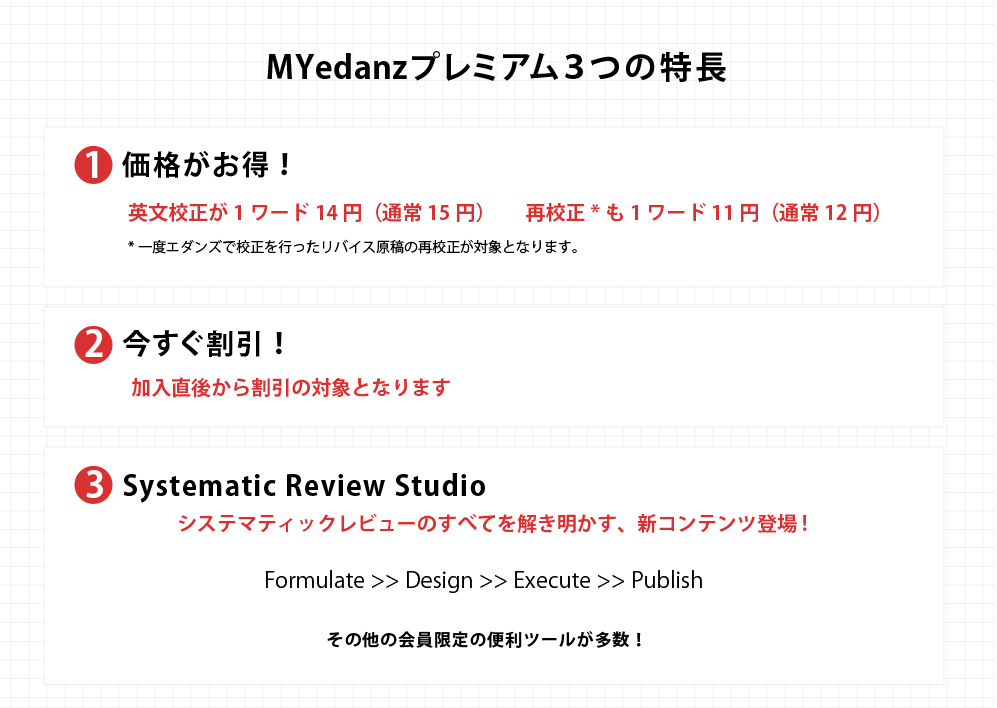 MYedanzプレミアム３つの特長
1 価格がお得！
英文校正が 1 ワード 14 円（通常 15 円）　再校正 * も 1 ワード 11 円（通常 12 円）
* 一度エダンズで校正を行ったリバイス原稿の再校正が対象となります。
2 今すぐ割引！
加入直後から割引の対象となります
3 Systematic Review Studio
システマティックレビューのすべてを解き明かす、新コンテンツ登場！
Formulate >> Design >> Execute >> Publish
その他の会員限定の便利ツールが多数！